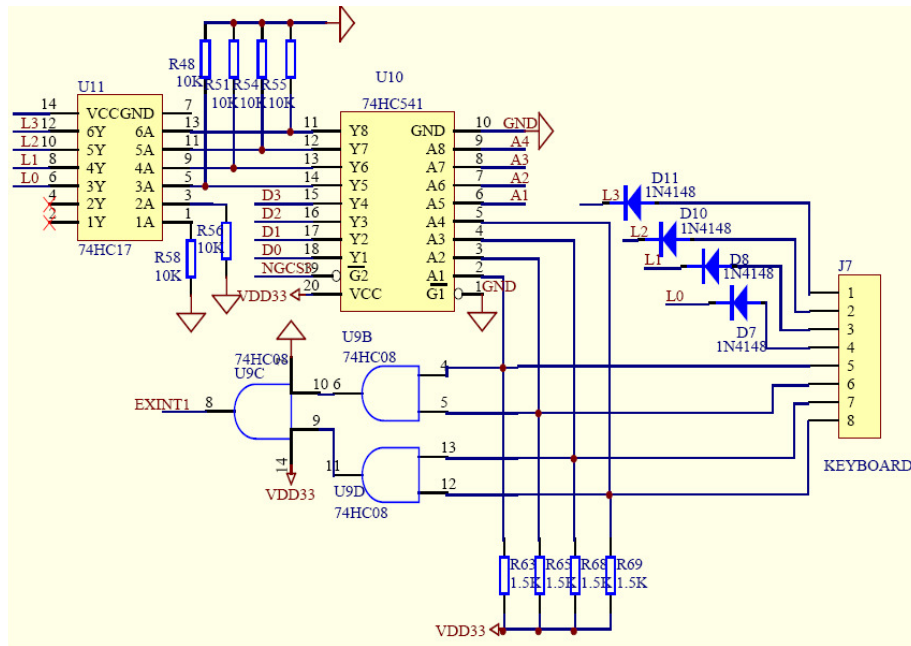 R48
10K
R51
10K
R54
10K
R55
10K
U11
14 VCC GND 7
L3 12 6Y 6A 13
L2 10 5Y 5A 11
L1 8 4Y 4A 9
L0 6 3Y 3A 5
4 2Y 2A 3
2 1Y 1A 1
74HC17
R58
10K
R56
10K
U10
74HC541
11 Y8 GND 10 GND
12 Y7 A8 9 A4
13 Y6 A7 8 A3
14 Y5 A6 7 A2
D3 15 Y4 A5 6 A1
D2 16 Y3 A4 5
D1 17 Y2 A3 4
D0 18 Y1 A2 3
19 G2 A1 2
VDD33 20 VCC G1 1 GND
L3 D11
1N4148
L2 D10
1N4148
L1 D8
1N4148
L0 D7
1N4148
J7
1
2
3
4
5
6
7
8
KEYBOARD
U9B
74HC08
6 4
5
74HC08
U9C
EXINT1 8 10
9
14
VDD33
U9D
74HC08
11 13
12
R63
1.5K
R65
1.5K
R68
1.5K
R69
1.5K
VDD33